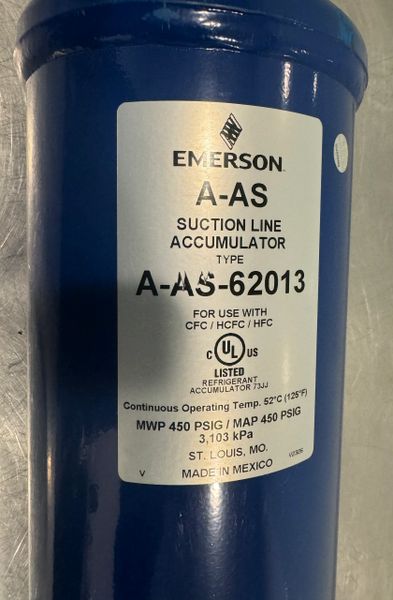 EMERSON
A-AS
SUCTION LINE
ACCUMULATOR
TYPE
A-AS-62013
FOR USE WITH
CFC / HCFC / HFC
C UL US
LISTED
REFRIGERANT
ACCUMULATOR 73JJ
Continuous Operating Temp. 52°C (125°F)
MWP 450 PSIG / MAP 450 PSIG
3,103 kPa
ST. LOUIS, MO.
V MADE IN MEXICO